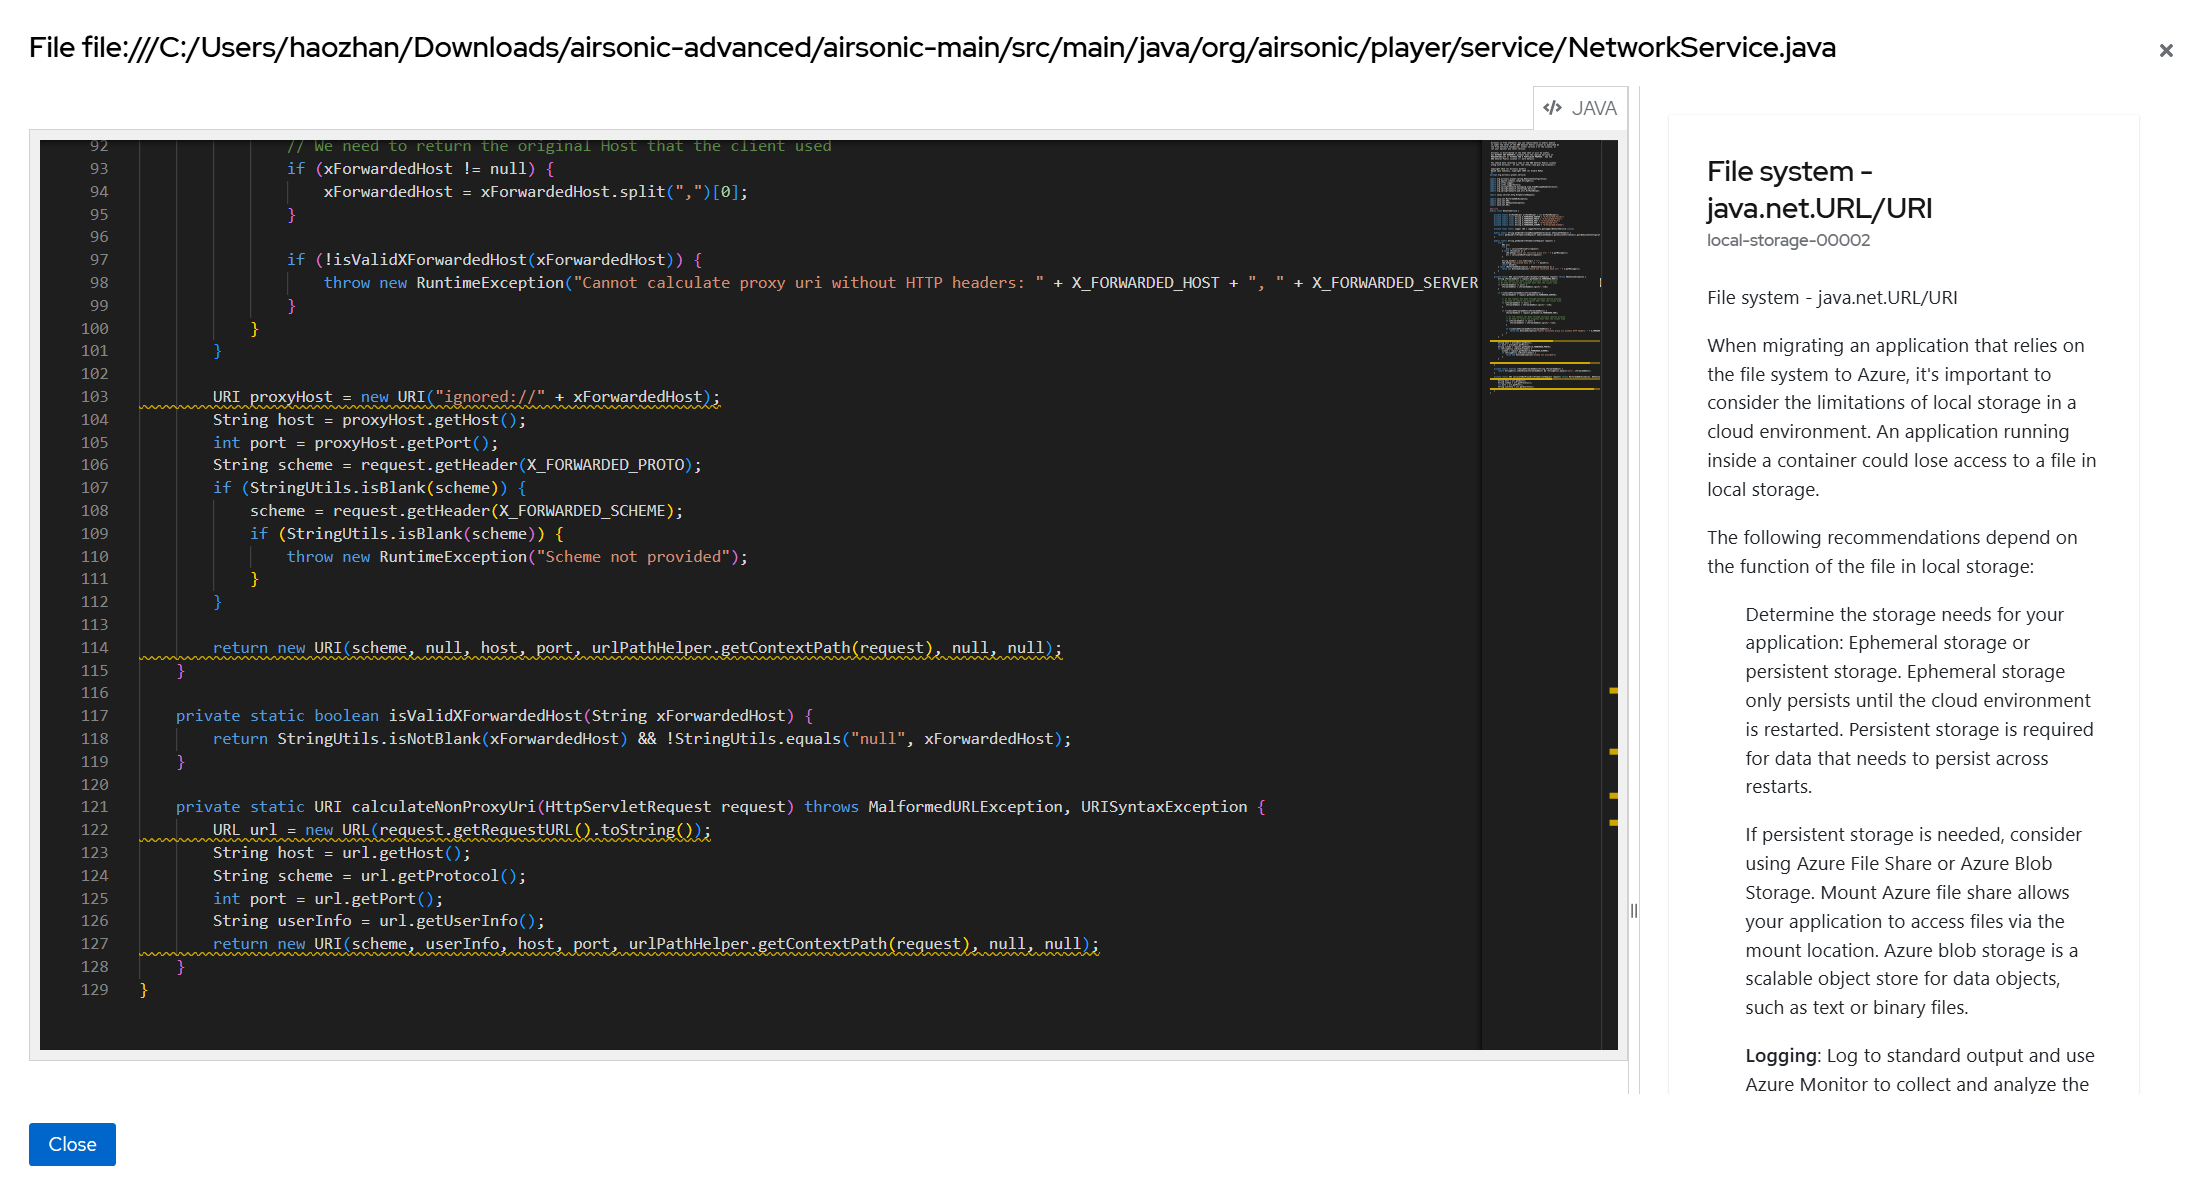 File file:///C:/Users/haozhan/Downloads/airsonic-advanced/airsonic-main/src/main/java/org/airsonic/player/service/NetworkService.java
</> JAVA
92 // We need to return the original Host that the client used
93 if (xForwardedHost != null) {
94 xForwardedHost = xForwardedHost.split(",")[0];
95 }
96
97 if (!isValidXForwardedHost(xForwardedHost)) {
98 throw new RuntimeException("Cannot calculate proxy uri without HTTP headers: " + X_FORWARDED_HOST + ", " + X_FORWARDED_SERVER
99 }
100 }
101 }
102
103 URI proxyHost = new URI("ignored://" + xForwardedHost);
104 String host = proxyHost.getHost();
105 int port = proxyHost.getPort();
106 String scheme = request.getHeader(X_FORWARDED_PROTO);
107 if (StringUtils.isBlank(scheme)) {
108 scheme = request.getHeader(X_FORWARDED_SCHEME);
109 if (StringUtils.isBlank(scheme)) {
110 throw new RuntimeException("Scheme not provided");
111 }
112 }
113
114 return new URI(scheme, null, host, port, urlPathHelper.getContextPath(request), null, null);
115 }
116
117 private static boolean isValidXForwardedHost(String xForwardedHost) {
118 return StringUtils.isNotBlank(xForwardedHost) && !StringUtils.equals("null", xForwardedHost);
119 }
120
121 private static URI calculateNonProxyUri(HttpServletRequest request) throws MalformedURLException, URISyntaxException {
122 URL url = new URL(request.getRequestURL().toString());
123 String host = url.getHost();
124 String scheme = url.getProtocol();
125 int port = url.getPort();
126 String userInfo = url.getUserInfo();
127 return new URI(scheme, userInfo, host, port, urlPathHelper.getContextPath(request), null, null);
128 }
129 }
File system -
java.net.URL/URI
local-storage-00002
File system - java.net.URL/URI
When migrating an application that relies on
the file system to Azure, it's important to
consider the limitations of local storage in a
cloud environment. An application running
inside a container could lose access to a file in
local storage.
The following recommendations depend on
the function of the file in local storage:
Determine the storage needs for your
application: Ephemeral storage or
persistent storage. Ephemeral storage
only persists until the cloud environment
is restarted. Persistent storage is required
for data that needs to persist across
restarts.
If persistent storage is needed, consider
using Azure File Share or Azure Blob
Storage. Mount Azure file share allows
your application to access files via the
mount location. Azure blob storage is a
scalable object store for data objects,
such as text or binary files.
Logging: Log to standard output and use
Azure Monitor to collect and analyze the
Close